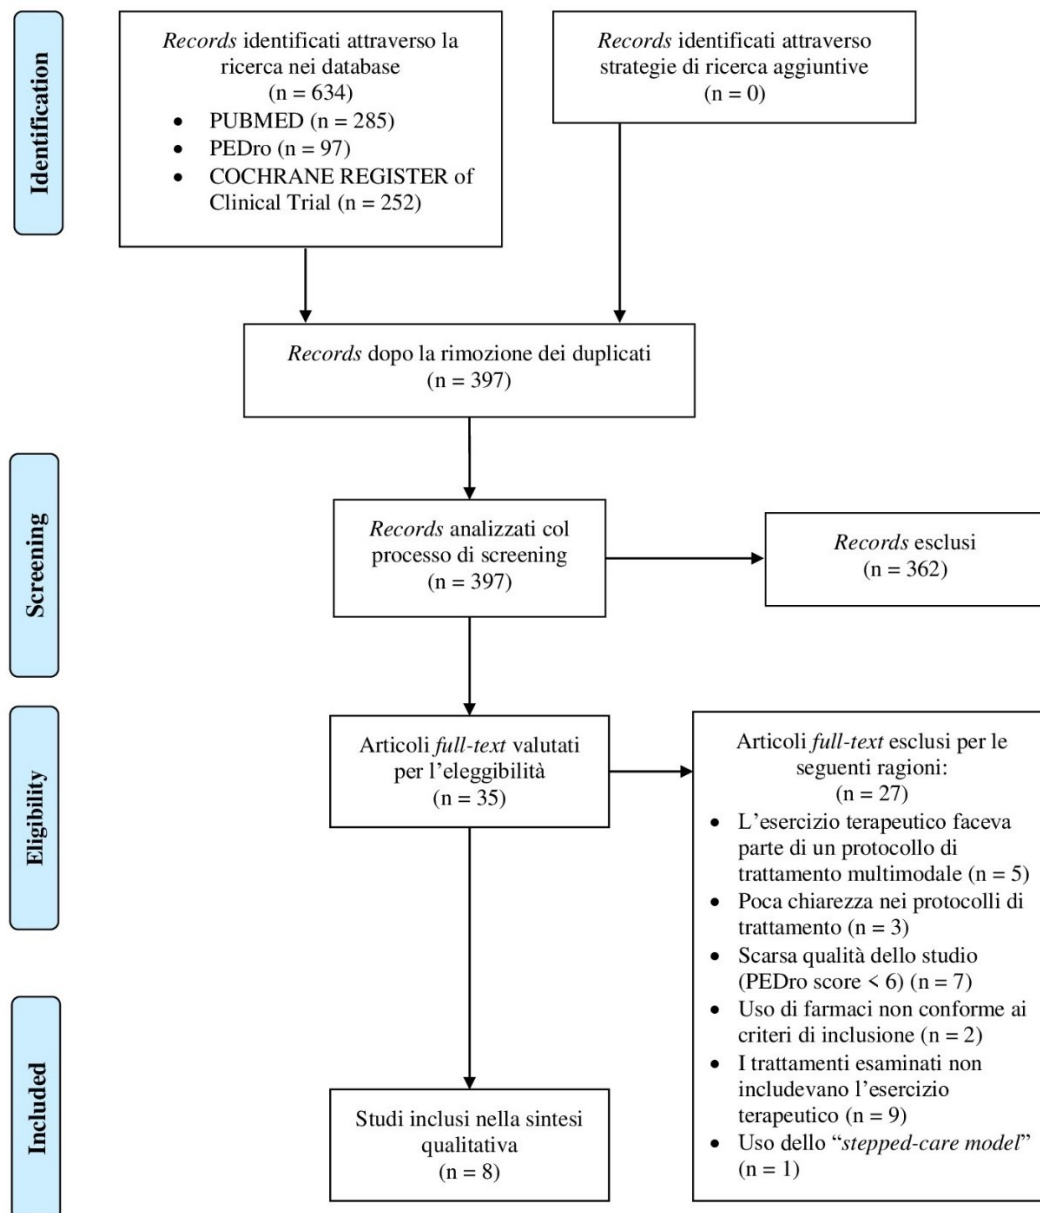 Identification
Records identificati attraverso la
ricerca nei database
(n = 634)
• PUBMED (n = 285)
• PEDro (n = 97)
• COCHRANE REGISTER of
Clinical Trial (n = 252)
Records identificati attraverso
strategie di ricerca aggiuntive
(n = 0)
Records dopo la rimozione dei duplicati
(n = 397)
Screening
Records analizzati col
processo di screening
(n = 397)
Records esclusi
(n = 362)
Eligibility
Articoli full-text valutati
per l’eleggibilità
(n = 35)
Articoli full-text esclusi per le
seguenti ragioni:
(n = 27)
• L’esercizio terapeutico faceva
parte di un protocollo di
trattamento multimodale (n = 5)
• Poca chiarezza nei protocolli di
trattamento (n = 3)
• Scarsa qualità dello studio
(PEDro score < 6) (n = 7)
• Uso di farmaci non conforme ai
criteri di inclusione (n = 2)
• I trattamenti esaminati non
includevano l’esercizio
terapeutico (n = 9)
• Uso dello “stepped-care model”
(n = 1)
Included
Studi inclusi nella sintesi
qualitativa
(n = 8)